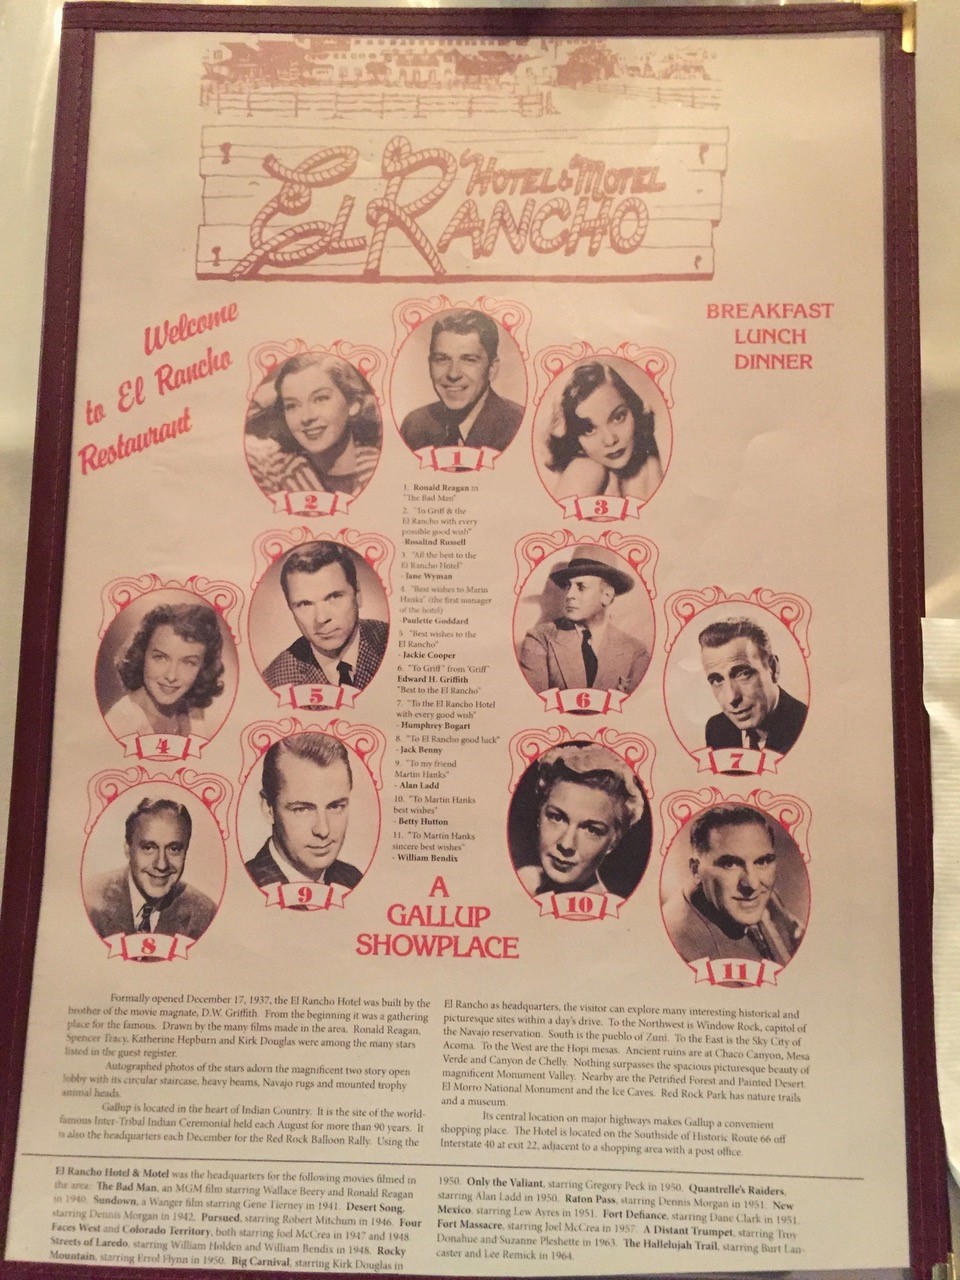 EL RANCHO
HOTEL & MOTEL
Welcome
to El Rancho
Restaurant
BREAKFAST
LUNCH
DINNER
1
2
3
1. Ronald Reagan in
"The Bad Man"
2. "To Griff & the
El Rancho with every
possible good wish"
-Rosalind Russell
3. "All the best to the
El Rancho Hotel"
- Jane Wyman
4. "Best wishes to Martin
Hanks" (the first manager
of the hotel)
-Paulette Goddard
5. "Best wishes to the
El Rancho"
- Jackie Cooper
6. "To Griff" from "Griff"
Edward H. Griffith
"Best to the El Rancho"
7. "To the El Rancho Hotel
with every good wish"
- Humphrey Bogart
8. "To El Rancho good luck"
- Jack Benny
9. "To my friend
Martin Hanks"
- Alan Ladd
10. "To Martin Hanks
best wishes"
- Betty Hutton
11. "To Martin Hanks
sincere best wishes"
- William Bendix
4
5
6
7
8
9
10
11
A
GALLUP
SHOWPLACE
Formally opened December 17, 1937, the El Rancho Hotel was built by the
brother of the movie magnate, D.W. Griffith. From the beginning it was a gathering
place for the famous. Drawn by the many films made in the area. Ronald Reagan,
Spencer Tracy, Katherine Hepburn and Kirk Douglas were among the many stars
listed in the guest register.
Autographed photos of the stars adorn the magnificent two story open
lobby with its circular staircase, heavy beams, Navajo rugs and mounted trophy
animal heads.
Gallup is located in the heart of Indian Country. It is the site of the world-
famous Inter-Tribal Indian Ceremonial held each August for more than 90 years. It
is also the headquarters each December for the Red Rock Balloon Rally. Using the
El Rancho as headquarters, the visitor can explore many interesting historical and
picturesque sites within a day's drive. To the Northwest is Window Rock, capitol of
the Navajo reservation. South is the pueblo of Zuni. To the East is the Sky City of
Acoma. To the West are the Hopi mesas. Ancient ruins are at Chaco Canyon, Mesa
Verde and Canyon de Chelly. Nothing surpasses the spacious picturesque beauty of
magnificent Monument Valley. Nearby are the Petrified Forest and Painted Desert.
El Morro National Monument and the Ice Caves. Red Rock Park has nature trails
and a museum.
Its central location on major highways makes Gallup a convenient
shopping place. The Hotel is located on the Southside of Historic Route 66 off
Interstate 40 at exit 22, adjacent to a shopping area with a post office.
El Rancho Hotel & Motel was the headquarters for the following movies filmed in
the area: The Bad Man, an MGM film starring Wallace Beery and Ronald Reagan
in 1940. Sundown, a Wanger film starring Gene Tierney in 1941. Desert Song,
starring Dennis Morgan in 1942. Pursued, starring Robert Mitchum in 1946. Four
Faces West and Colorado Territory, both starring Joel McCrea in 1947 and 1948.
Streets of Laredo, starring William Holden and William Bendix in 1948. Rocky
Mountain, starring Errol Flynn in 1950. Big Carnival, starring Kirk Douglas in
1950. Only the Valiant, starring Gregory Peck in 1950. Quantrelle's Raiders,
starring Alan Ladd in 1950. Raton Pass, starring Dennis Morgan in 1951. New
Mexico, starring Lew Ayres in 1951. Fort Defiance, starring Dane Clark in 1951.
Fort Massacre, starring Joel McCrea in 1957. A Distant Trumpet, starring Troy
Donahue and Suzanne Pleshette in 1963. The Hallelujah Trail, starring Burt Lan-
caster and Lee Remick in 1964.